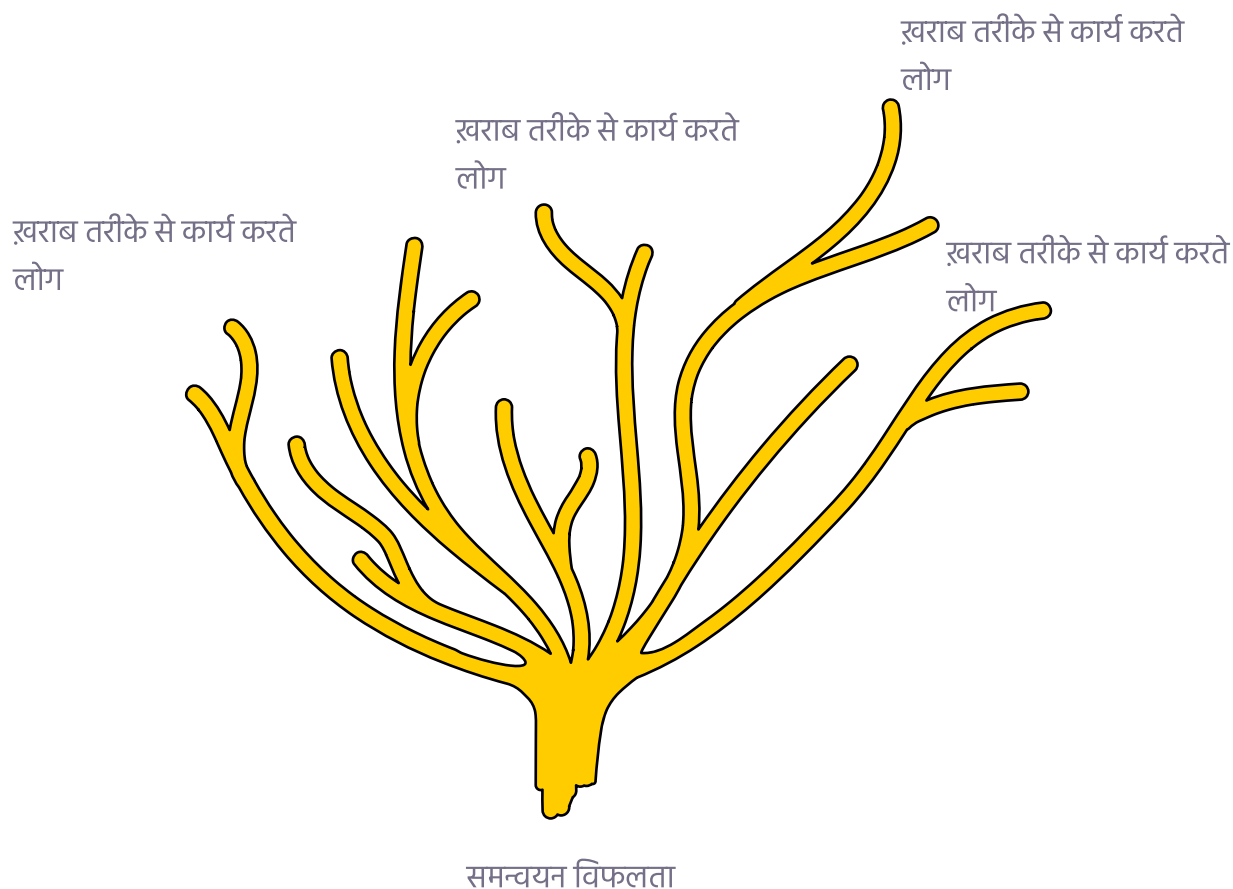 ख़राब तरीके से कार्य करते
लोग
ख़राब तरीके से कार्य करते
लोग
ख़राब तरीके से कार्य करते
लोग
ख़राब तरीके से कार्य करते
लोग
समन्वयन विफलता